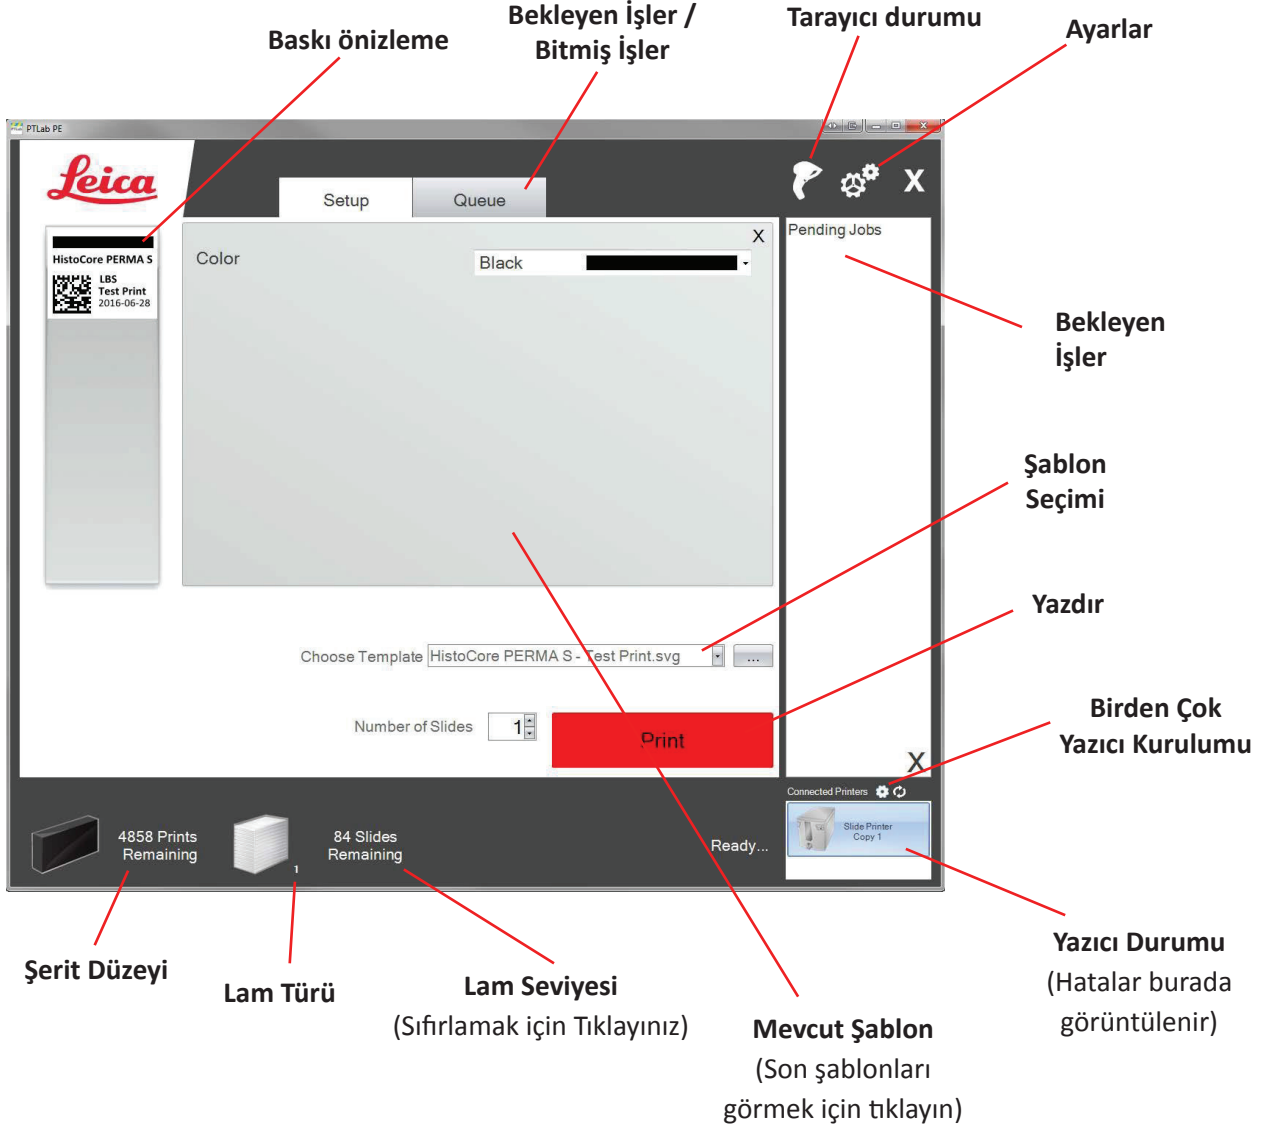 Bekleyen İşler /
Bitmiş İşler
Tarayıcı durumu
Ayarlar
Baskı önizleme
PTLab PE
Leica
Setup
Queue
HistoCore PERMA S
LBS
Test Print
2016-06-28
Color
Black
X
X
Pending Jobs
Bekleyen
İşler
Şablon
Seçimi
Yazdır
Choose Template
HistoCore PERMA S - Test Print.svg
...
Number of Slides
1
Print
X
Birden Çok
Yazıcı Kurulumu
Connected Printers
Slide Printer
Copy 1
4858 Prints
Remaining
1
84 Slides
Remaining
Ready...
Şerit Düzeyi
Lam Türü
Lam Seviyesi
(Sıfırlamak için Tıklayınız)
Mevcut Şablon
(Son şablonları
görmek için tıklayın)
Yazıcı Durumu
(Hatalar burada
görüntülenir)